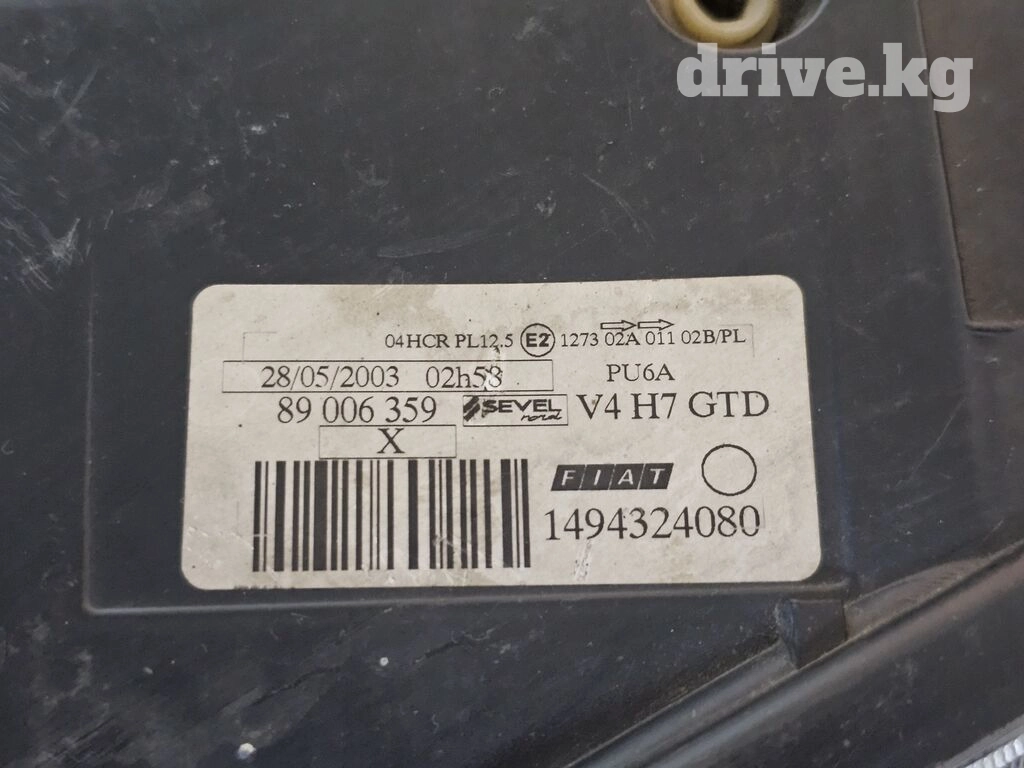 drive.kg
04HCR PL12.5 E2 1273 02A 011 02B/PL
28/05/2003 02h58 PU6A
89 006 359 SEVEL nord V4 H7 GTD
X
FIAT
1494324080